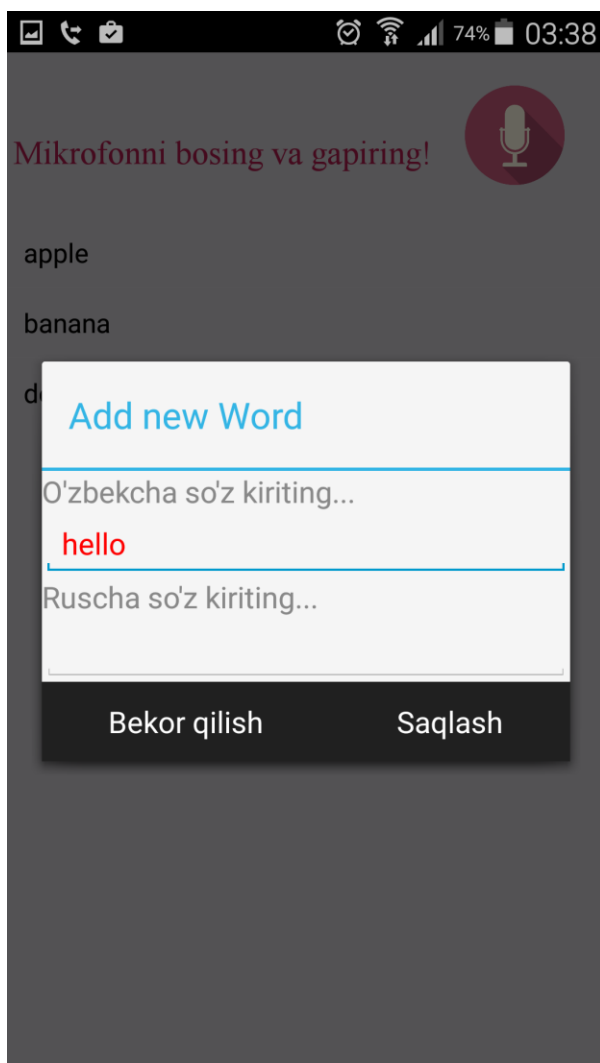 74% 03:38
Mikrofonni bosing va gapiring!
apple
banana
Add new Word
O'zbekcha so'z kiriting...
hello
Ruscha so'z kiriting...
Bekor qilish Saqlash